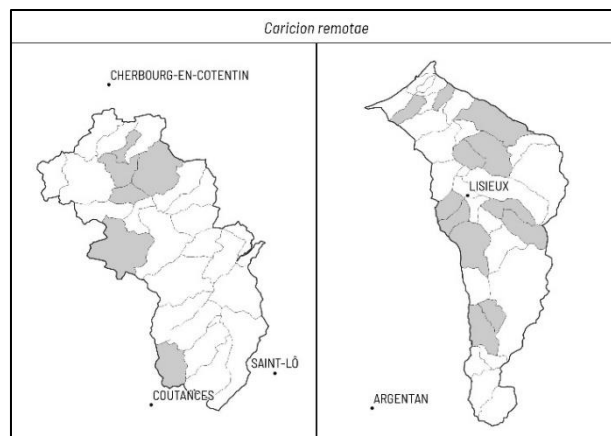 Caricion remotae
CHERBOURG-EN-COTENTIN
SAINT-LÔ
COUTANCES
LISIEUX
ARGENTAN